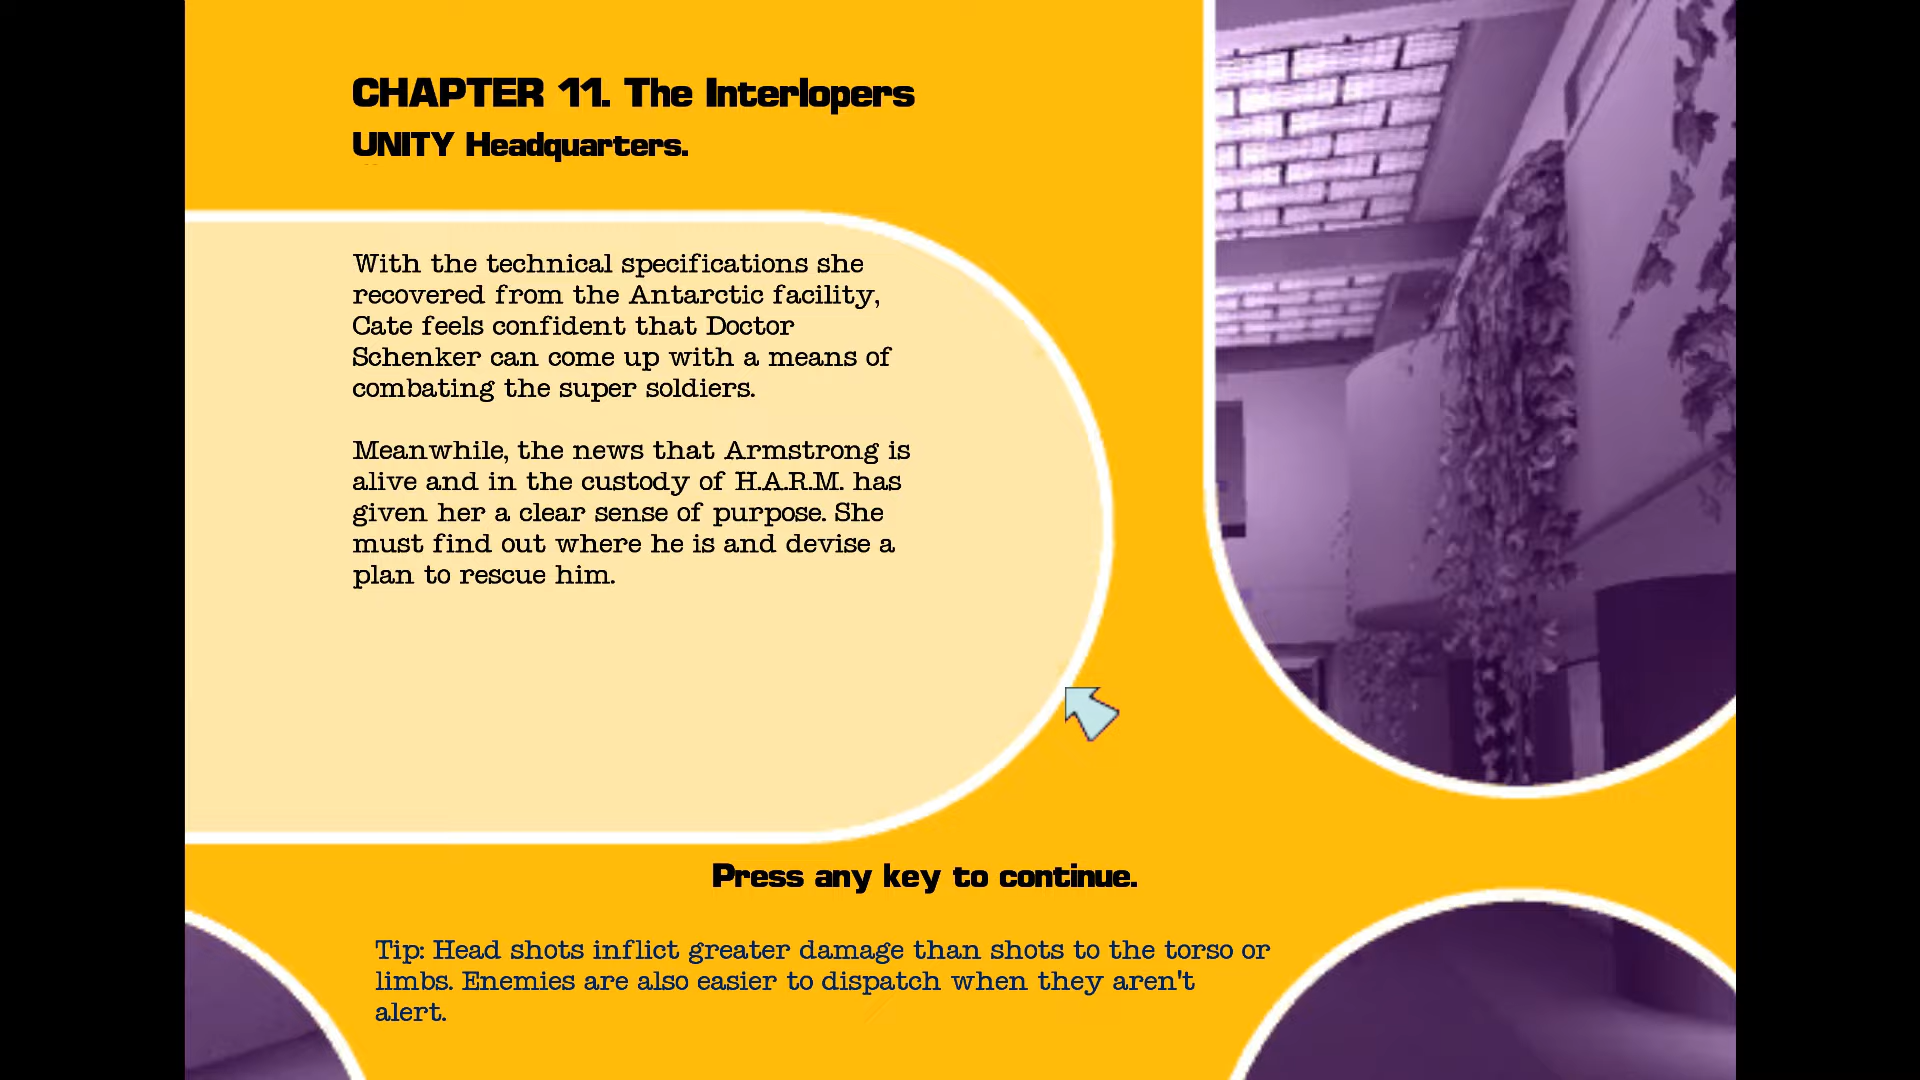 CHAPTER 11. The Interlopers
UNITY Headquarters.
With the technical specifications she
recovered from the Antarctic facility,
Cate feels confident that Doctor
Schenker can come up with a means of
combating the super soldiers.
Meanwhile, the news that Armstrong is
alive and in the custody of H.A.R.M. has
given her a clear sense of purpose. She
must find out where he is and devise a
plan to rescue him.
Press any key to continue.
Tip: Head shots inflict greater damage than shots to the torso or
limbs. Enemies are also easier to dispatch when they aren't
alert.